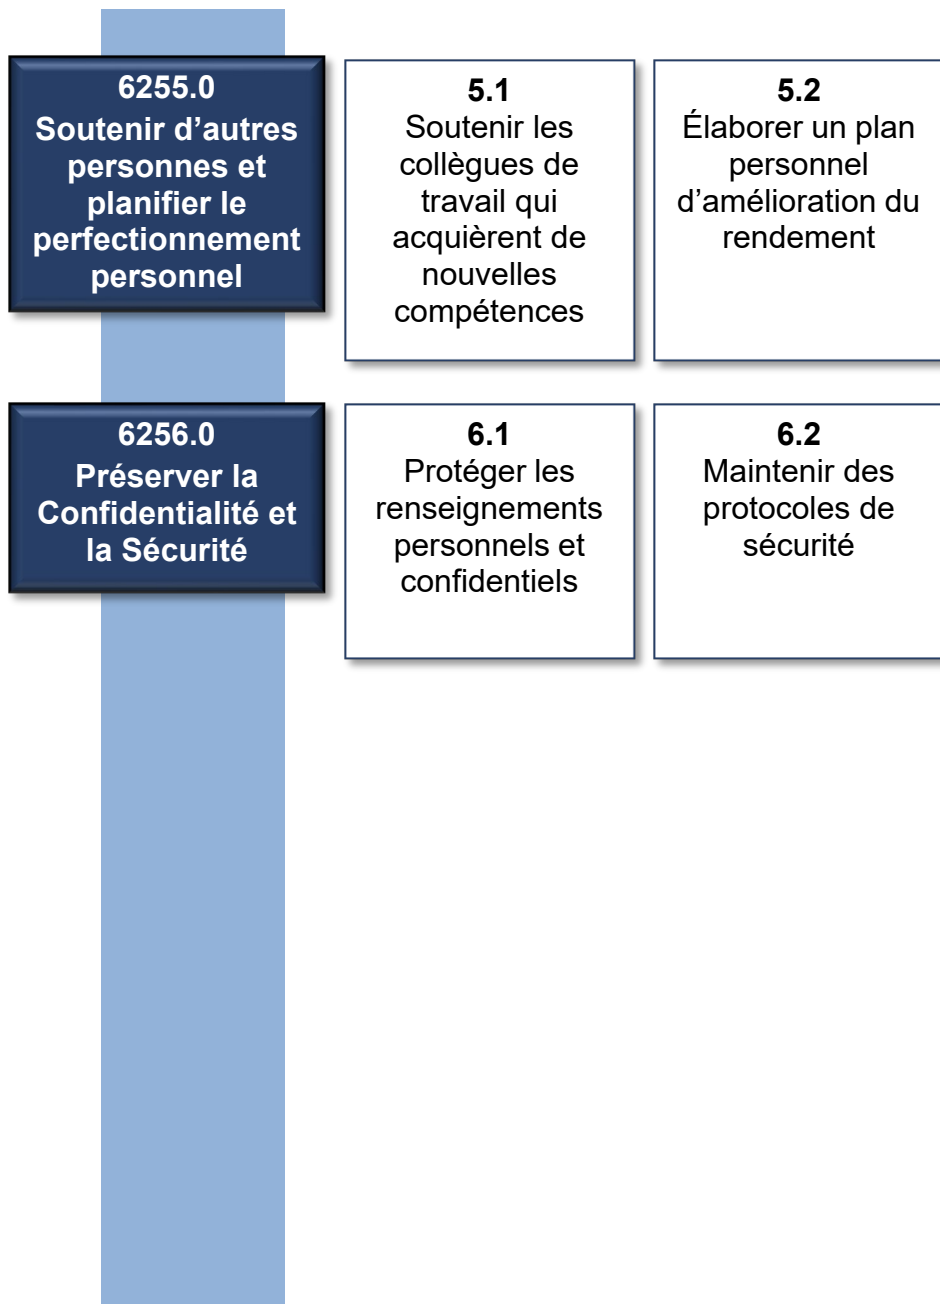 6255.0
Soutenir d’autres
personnes et
planifier le
perfectionnement
personnel
5.1
Soutenir les
collègues de
travail qui
acquièrent de
nouvelles
compétences
5.2
Élaborer un plan
personnel
d’amélioration du
rendement
6256.0
Préserver la
Confidentialité et
la Sécurité
6.1
Protéger les
renseignements
personnels et
confidentiels
6.2
Maintenir des
protocoles de
sécurité